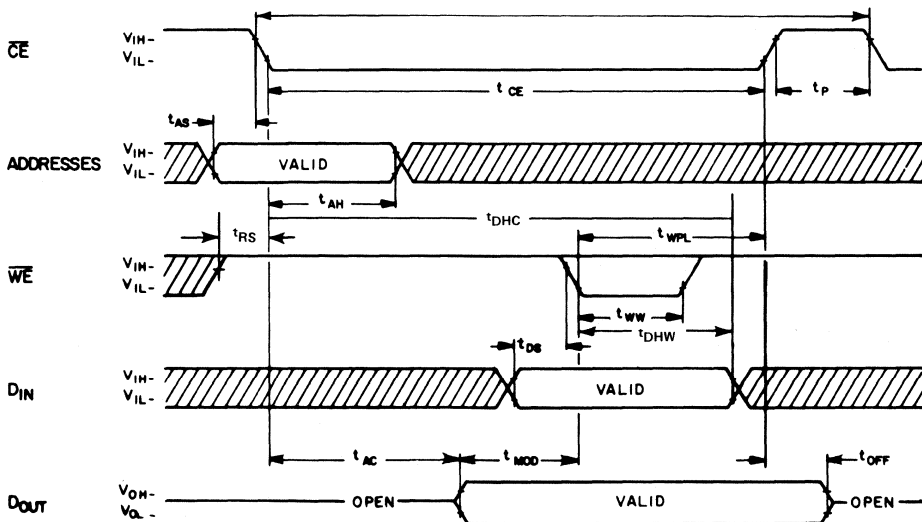 CE
VIH-
VIL-
tCE
tP
tAS
ADDRESSES
VIH-
VIL-
VALID
tAH
tDHC
tRS
tWPL
WE
VIH-
VIL-
tWW
tDHW
tDS
DIN
VIH-
VIL-
VALID
tAC
tMOD
tOFF
DOUT
VOH-
VOL-
OPEN
VALID
OPEN